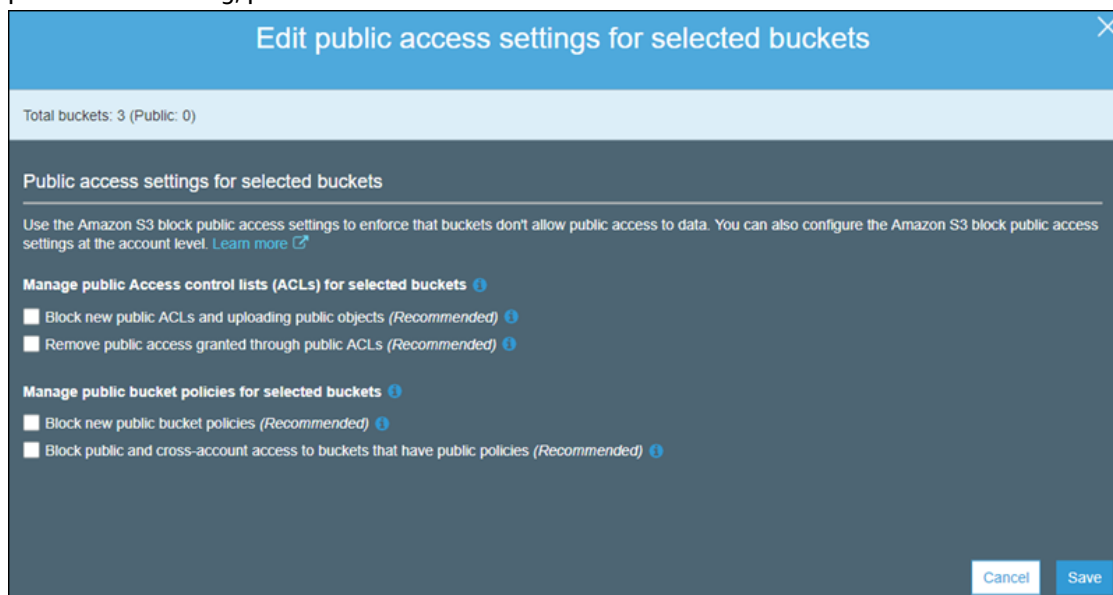 Edit public access settings for selected buckets
Total buckets: 3 (Public: 0)
Public access settings for selected buckets
Use the Amazon S3 block public access settings to enforce that buckets don't allow public access to data. You can also configure the Amazon S3 block public access
settings at the account level. Learn more
Manage public Access control lists (ACLs) for selected buckets
Block new public ACLs and uploading public objects (Recommended)
Remove public access granted through public ACLs (Recommended)
Manage public bucket policies for selected buckets
Block new public bucket policies (Recommended)
Block public and cross-account access to buckets that have public policies (Recommended)
Cancel Save